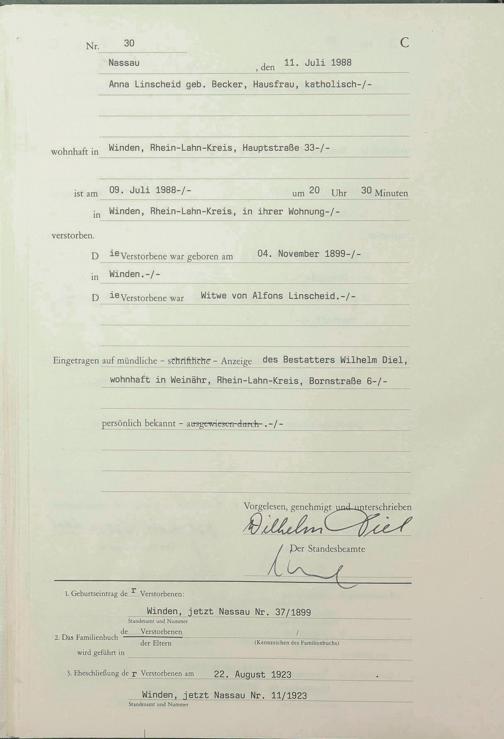 Nr. 30 C
Nassau, den 11. Juli 1988
Anna Linscheid geb. Becker, Hausfrau, katholisch-/-
wohnhaft in Winden, Rhein-Lahn-Kreis, Hauptstraße 33-/-
ist am 09. Juli 1988-/- um 20 Uhr 30 Minuten
in Winden, Rhein-Lahn-Kreis, in ihrer Wohnung-/-
verstorben.
Die Verstorbene war geboren am 04. November 1899-/-
in Winden.-/-
Die Verstorbene war Witwe von Alfons Linscheid.-/-
Eingetragen auf mündliche – schriftliche – Anzeige des Bestatters Wilhelm Diel,
wohnhaft in Weinähr, Rhein-Lahn-Kreis, Bornstraße 6-/-
persönlich bekannt – ausgewiesen durch .-/-
Vorgelesen, genehmigt und unterschrieben
Wilhelm Diel
Der Standesbeamte
1. Geburtseintrag der Verstorbenen:
Winden, jetzt Nassau Nr. 37/1899
Standesamt und Nummer
2. Das Familienbuch de Verstorbenen /
der Eltern (Kennzeichen des Familienbuchs)
wird geführt in
3. Eheschließung der Verstorbenen am 22. August 1923 .
Winden, jetzt Nassau Nr. 11/1923
Standesamt und Nummer